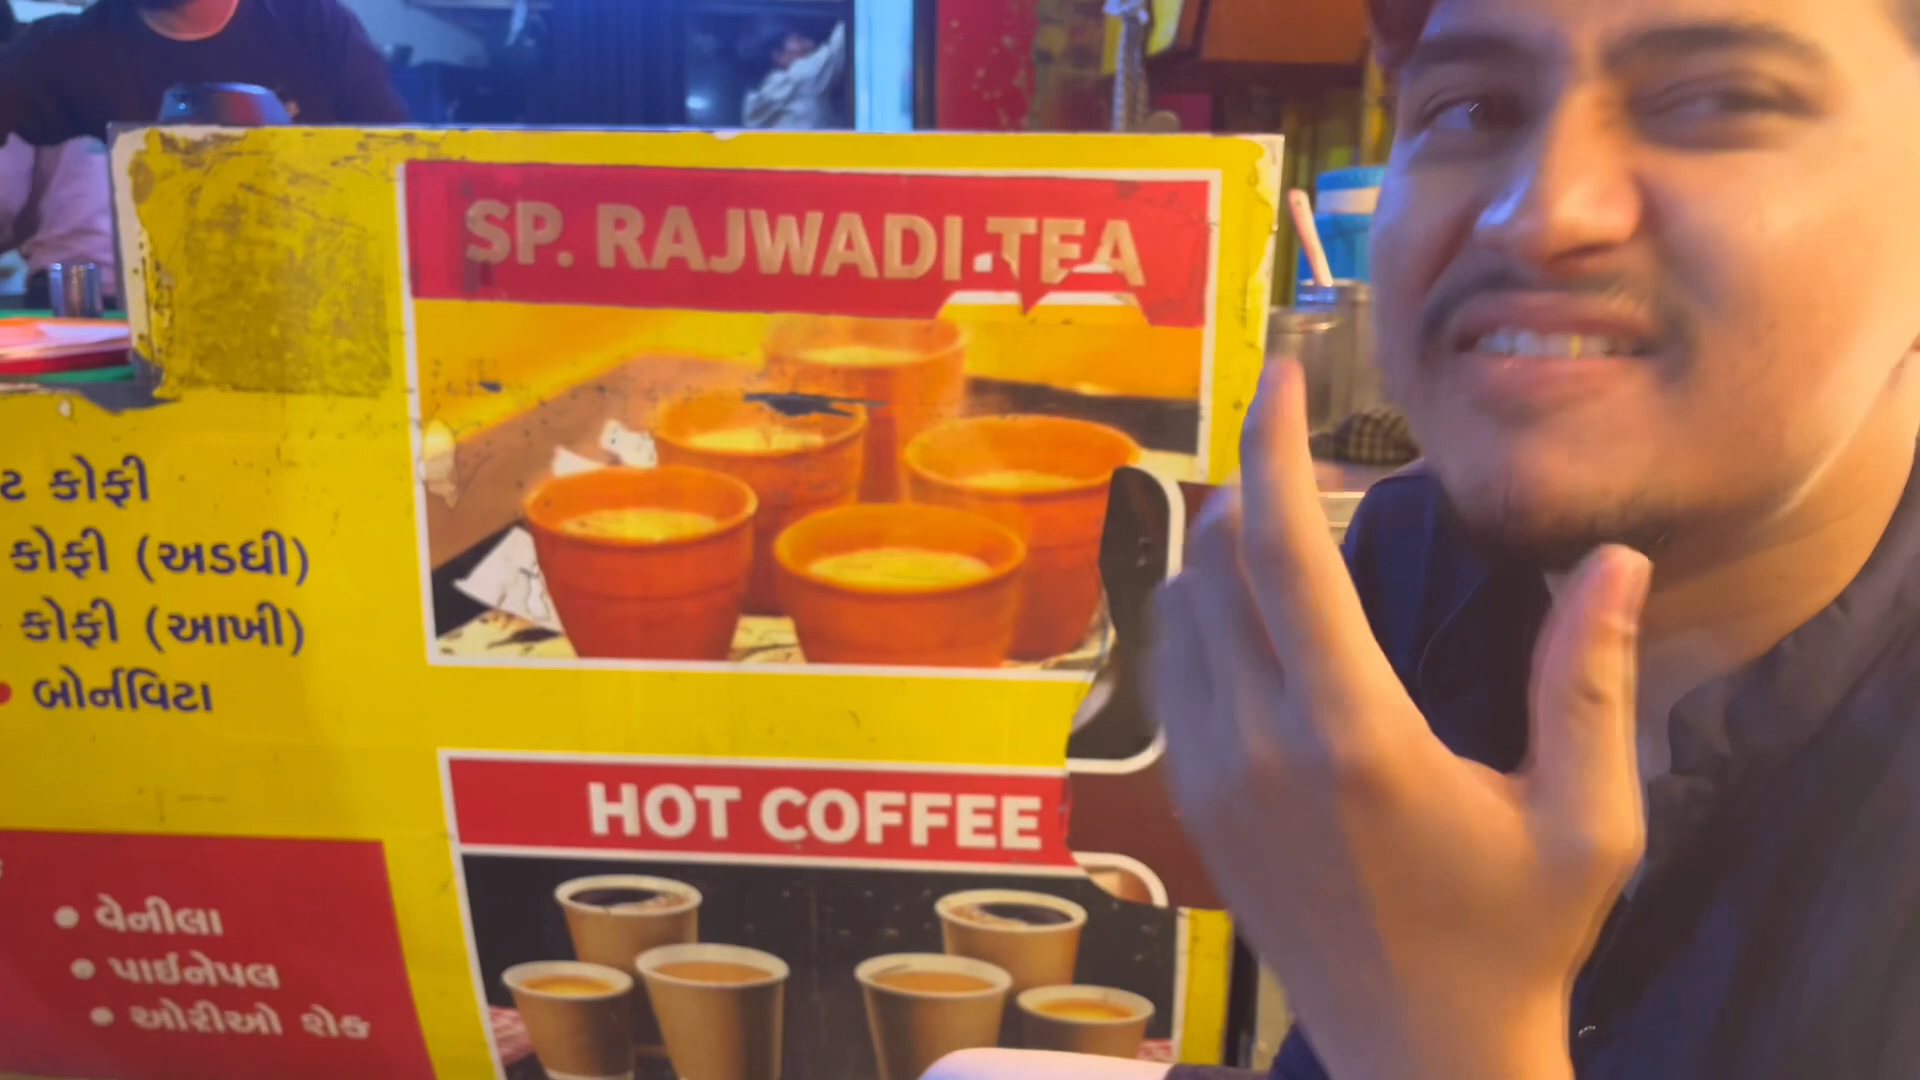 SP. RAJWADI TEA
કોફી
કોફી (અડધી)
કોફી (આખી)
બોર્નવિટા
HOT COFFEE
વેનીલા
પાઈનેપલ
ઓરીઓ શેક